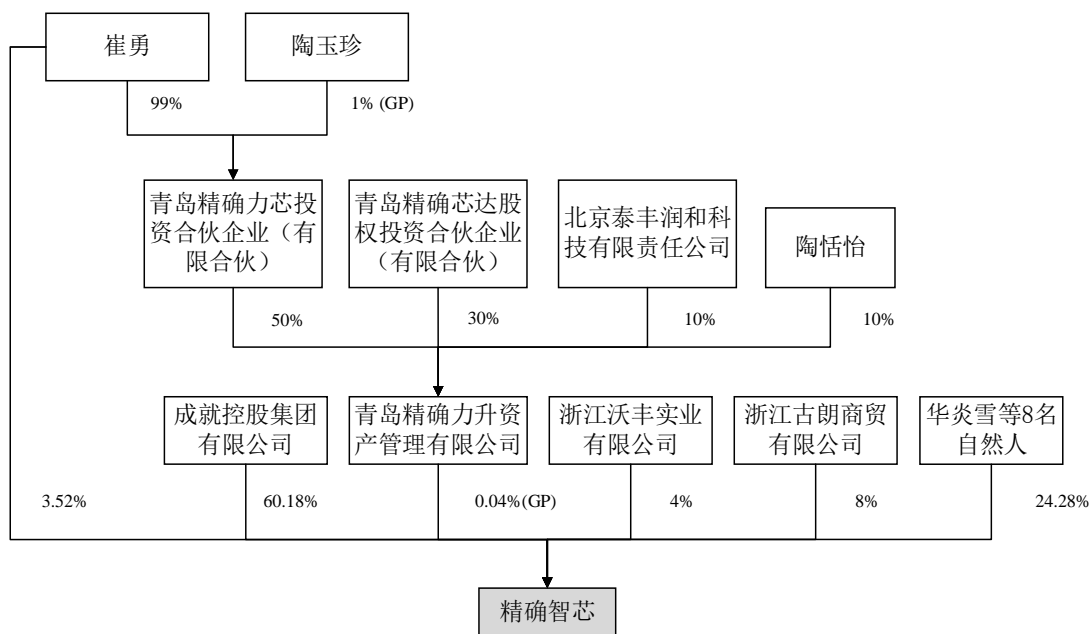 崔勇
陶玉珍
99%
1% (GP)
青岛精确力芯投
资合伙企业（有
限合伙）
青岛精确芯达股
权投资合伙企业
（有限合伙）
北京泰丰润和科
技有限责任公司
陶恬怡
50%
30%
10%
10%
成就控股集团
有限公司
青岛精确力升资
产管理有限公司
浙江沃丰实业
有限公司
浙江古朗商贸
有限公司
华炎雪等8名
自然人
3.52%
60.18%
0.04%(GP)
4%
8%
24.28%
精确智芯